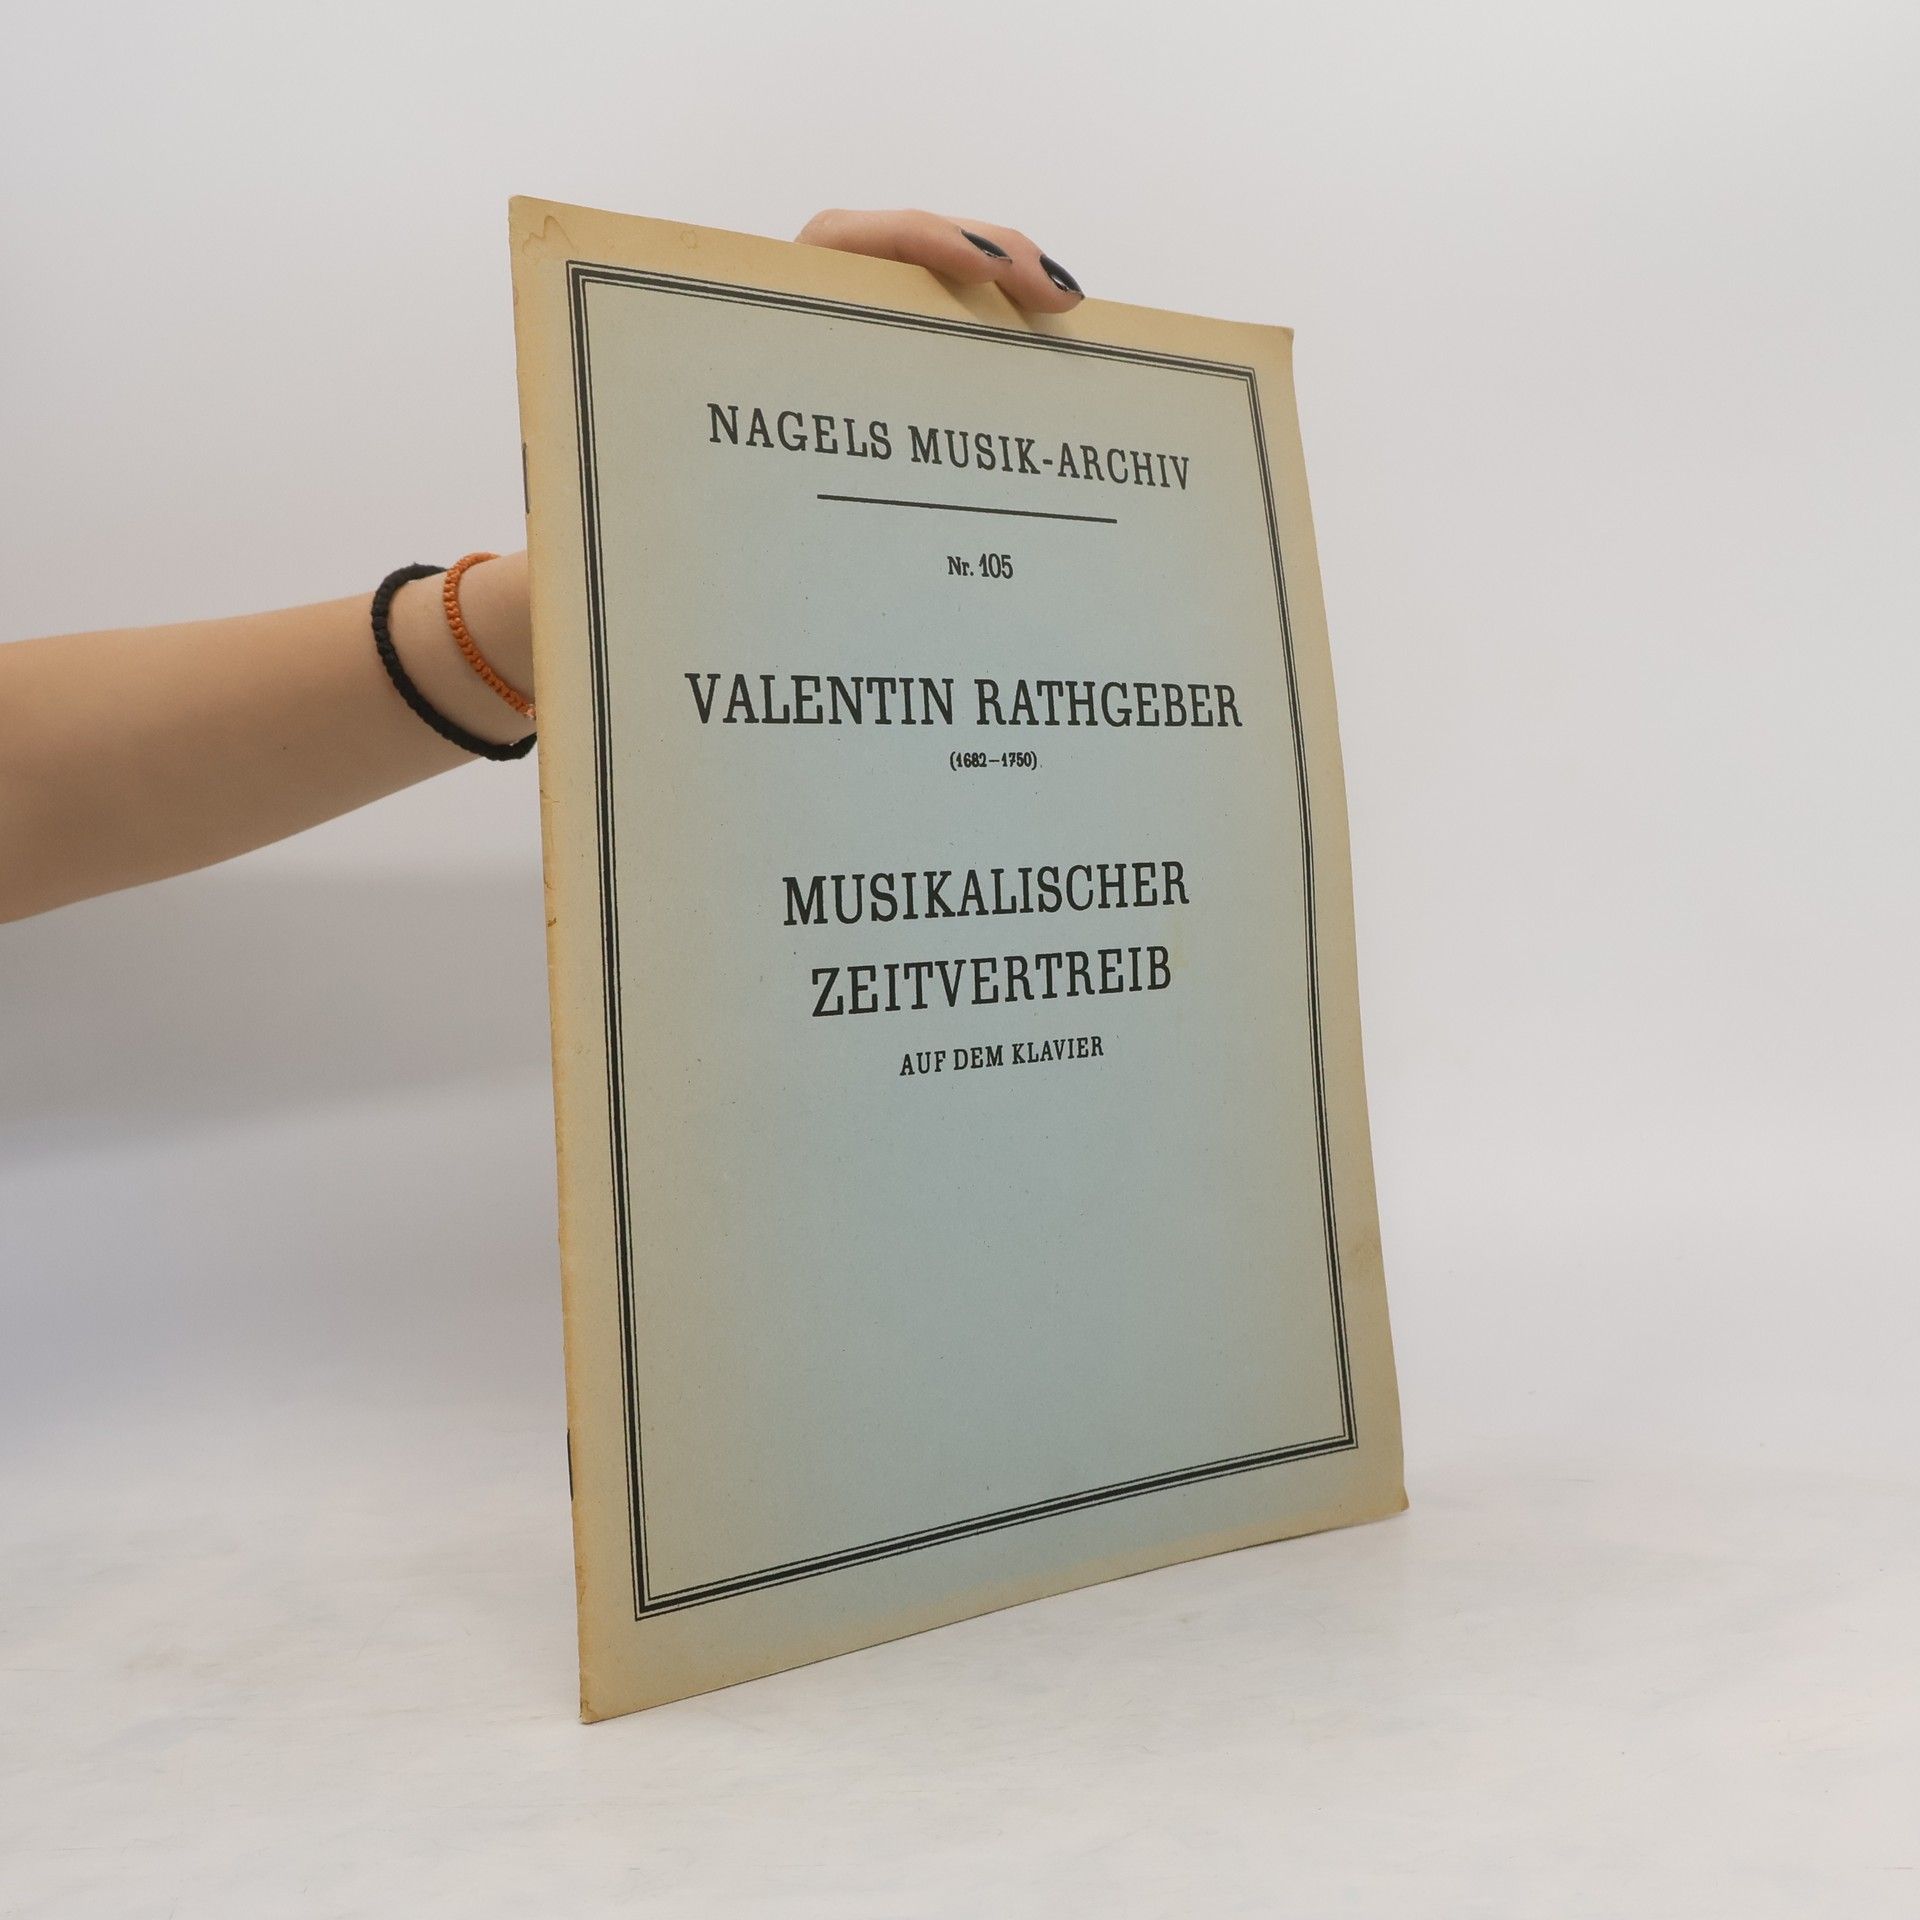 NAGELS MUSIK-ARCHIV
Nr. 105
VALENTIN RATHGEBER
(1682–1750)
MUSIKALISCHER
ZEITVERTREIB
AUF DEM KLAVIER